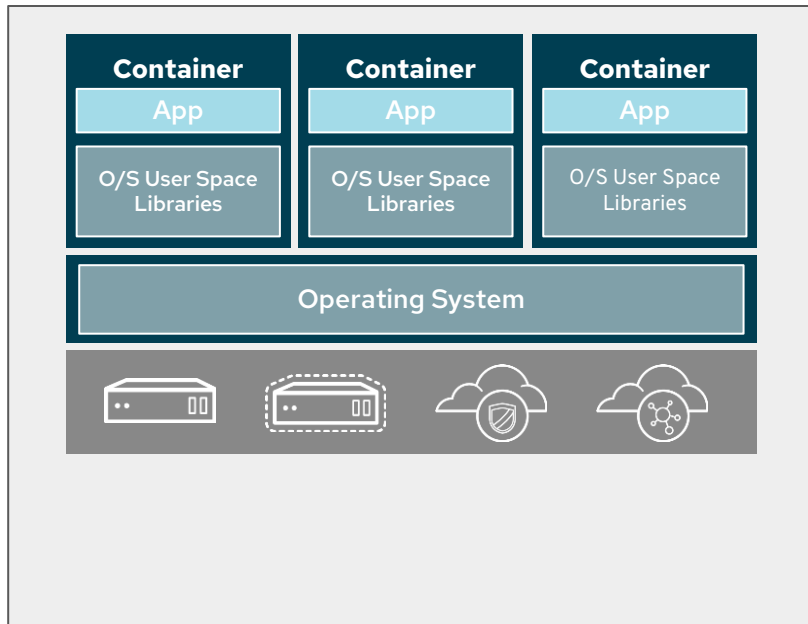 Container
App
O/S User Space
Libraries
Container
App
O/S User Space
Libraries
Container
App
O/S User Space
Libraries
Operating System